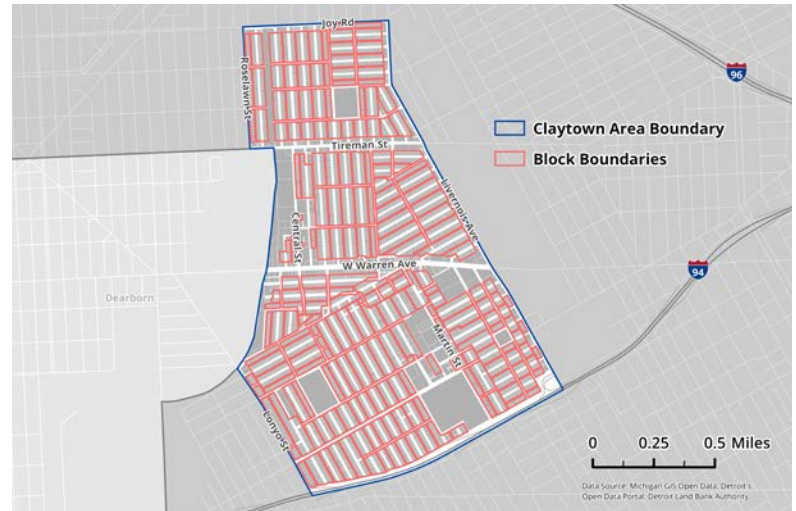 Joy Rd
Roselawn St
96
Claytown Area Boundary
Tireman St
Block Boundaries
Livernois Ave
Central St
W Warren Ave
94
Dearborn
Martin St
Lonyo St
0 0.25 0.5 Miles
Data Source: Michigan GIS Open Data; Detroit's
Open Data Portal; Detroit Land Bank Authority